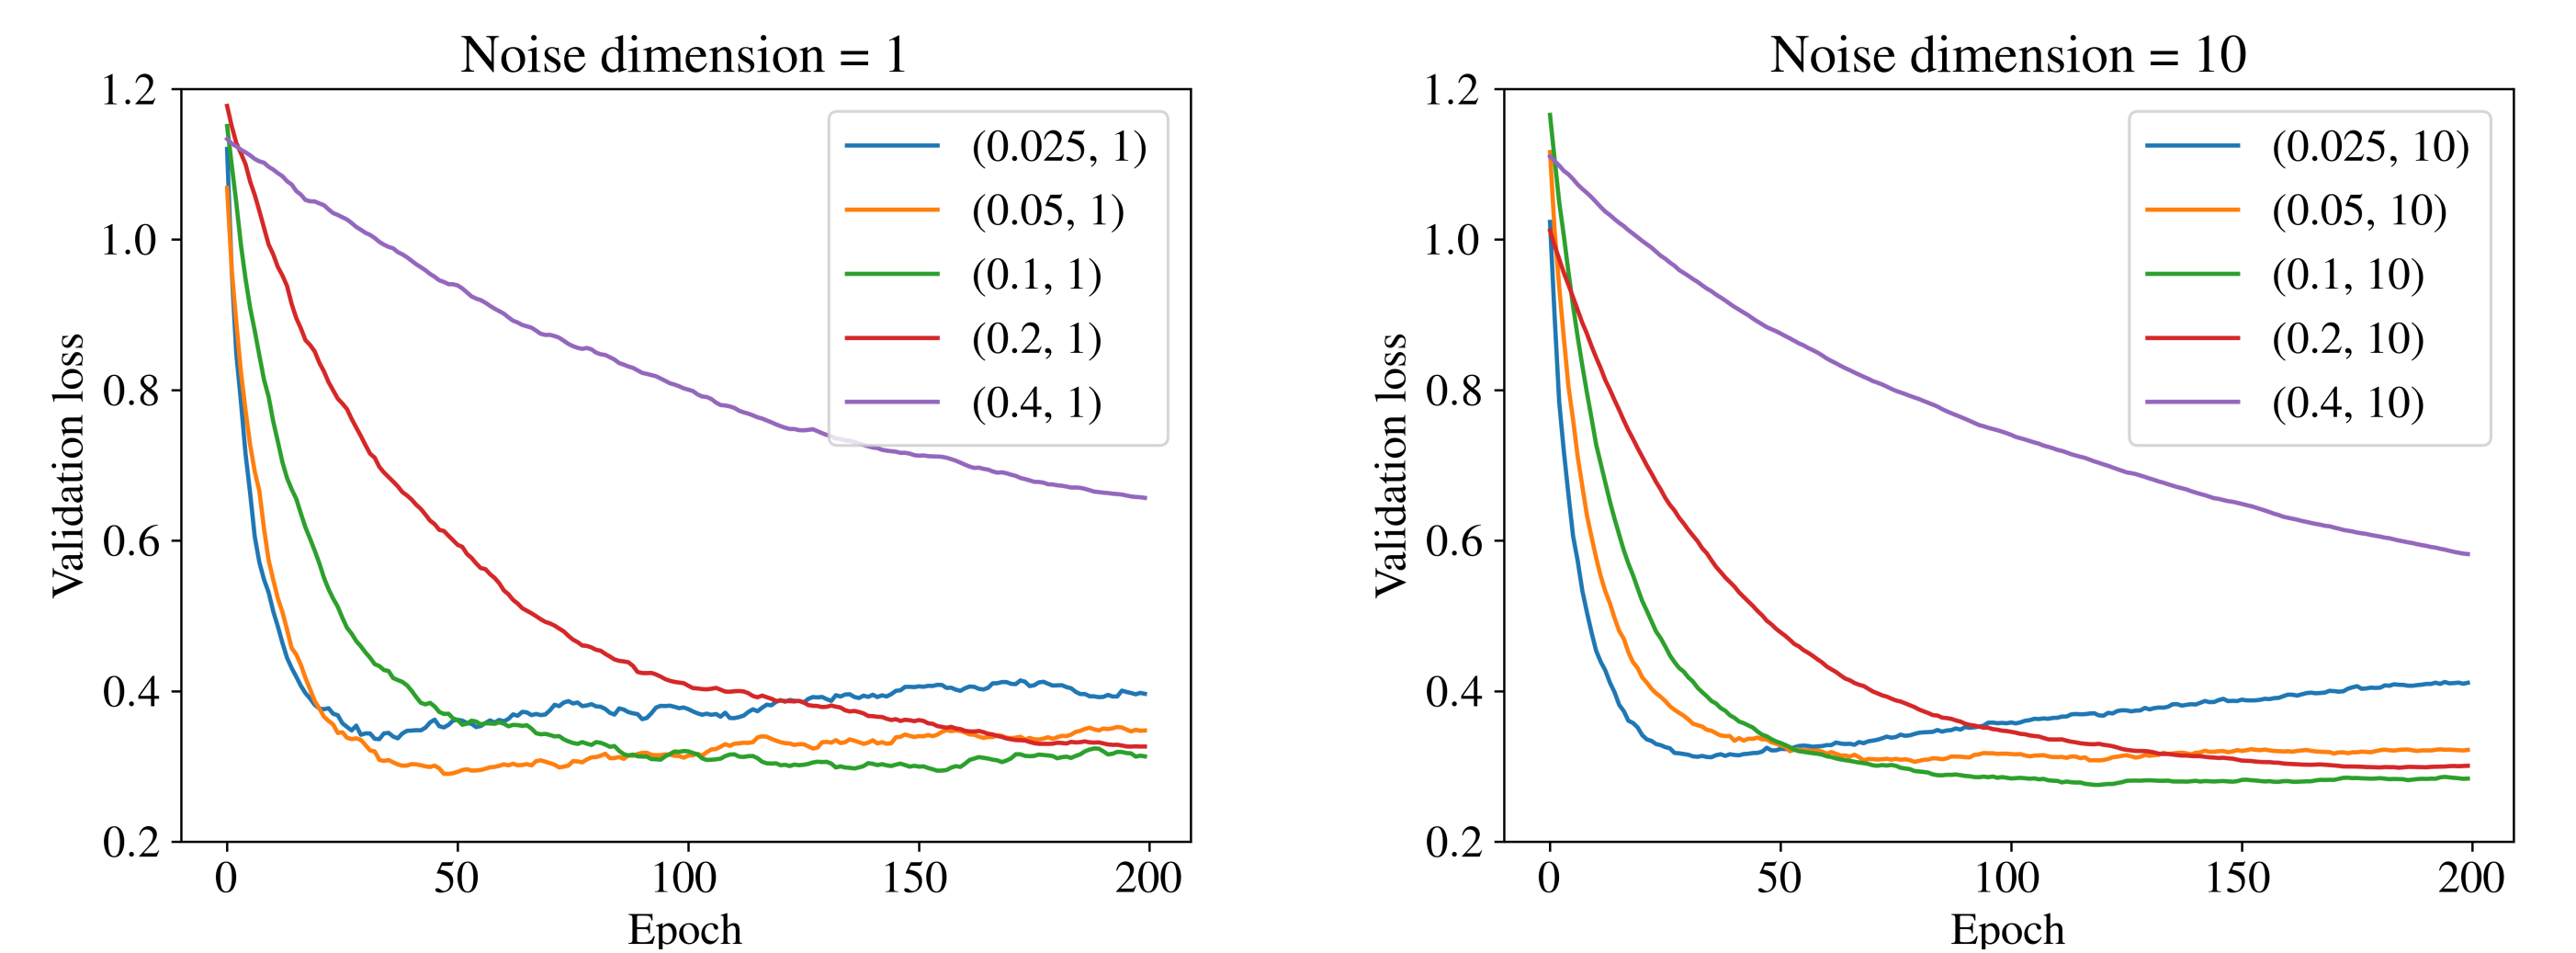 Noise dimension = 1
1.2
1.0
0.8
0.6
0.4
0.2
Validation loss
(0.025, 1)
(0.05, 1)
(0.1, 1)
(0.2, 1)
(0.4, 1)
0 50 100 150 200
Epoch
Noise dimension = 10
1.2
1.0
0.8
0.6
0.4
0.2
Validation loss
(0.025, 10)
(0.05, 10)
(0.1, 10)
(0.2, 10)
(0.4, 10)
0 50 100 150 200
Epoch